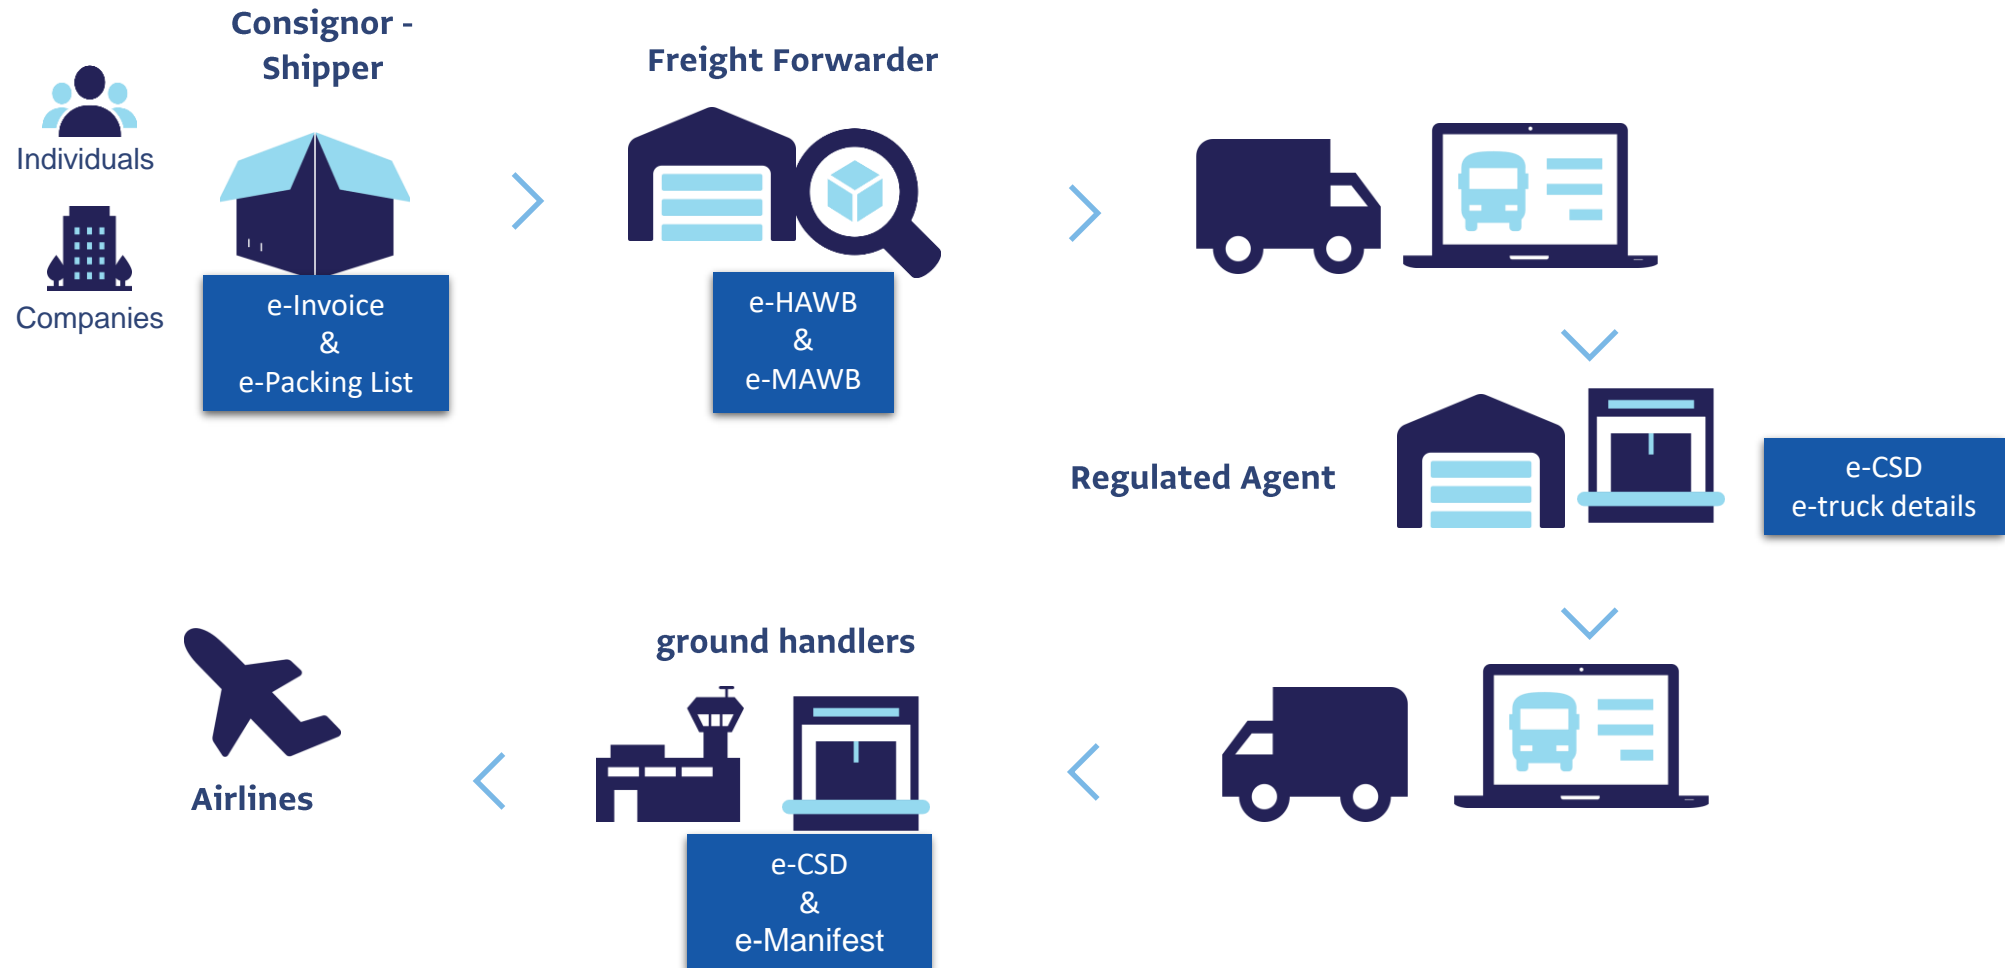 Consignor -
Shipper
Individuals
Companies
e-Invoice
&
e-Packing List
Freight Forwarder
e-HAWB
&
e-MAWB
Regulated Agent
e-CSD
e-truck details
ground handlers
e-CSD
&
e-Manifest
Airlines